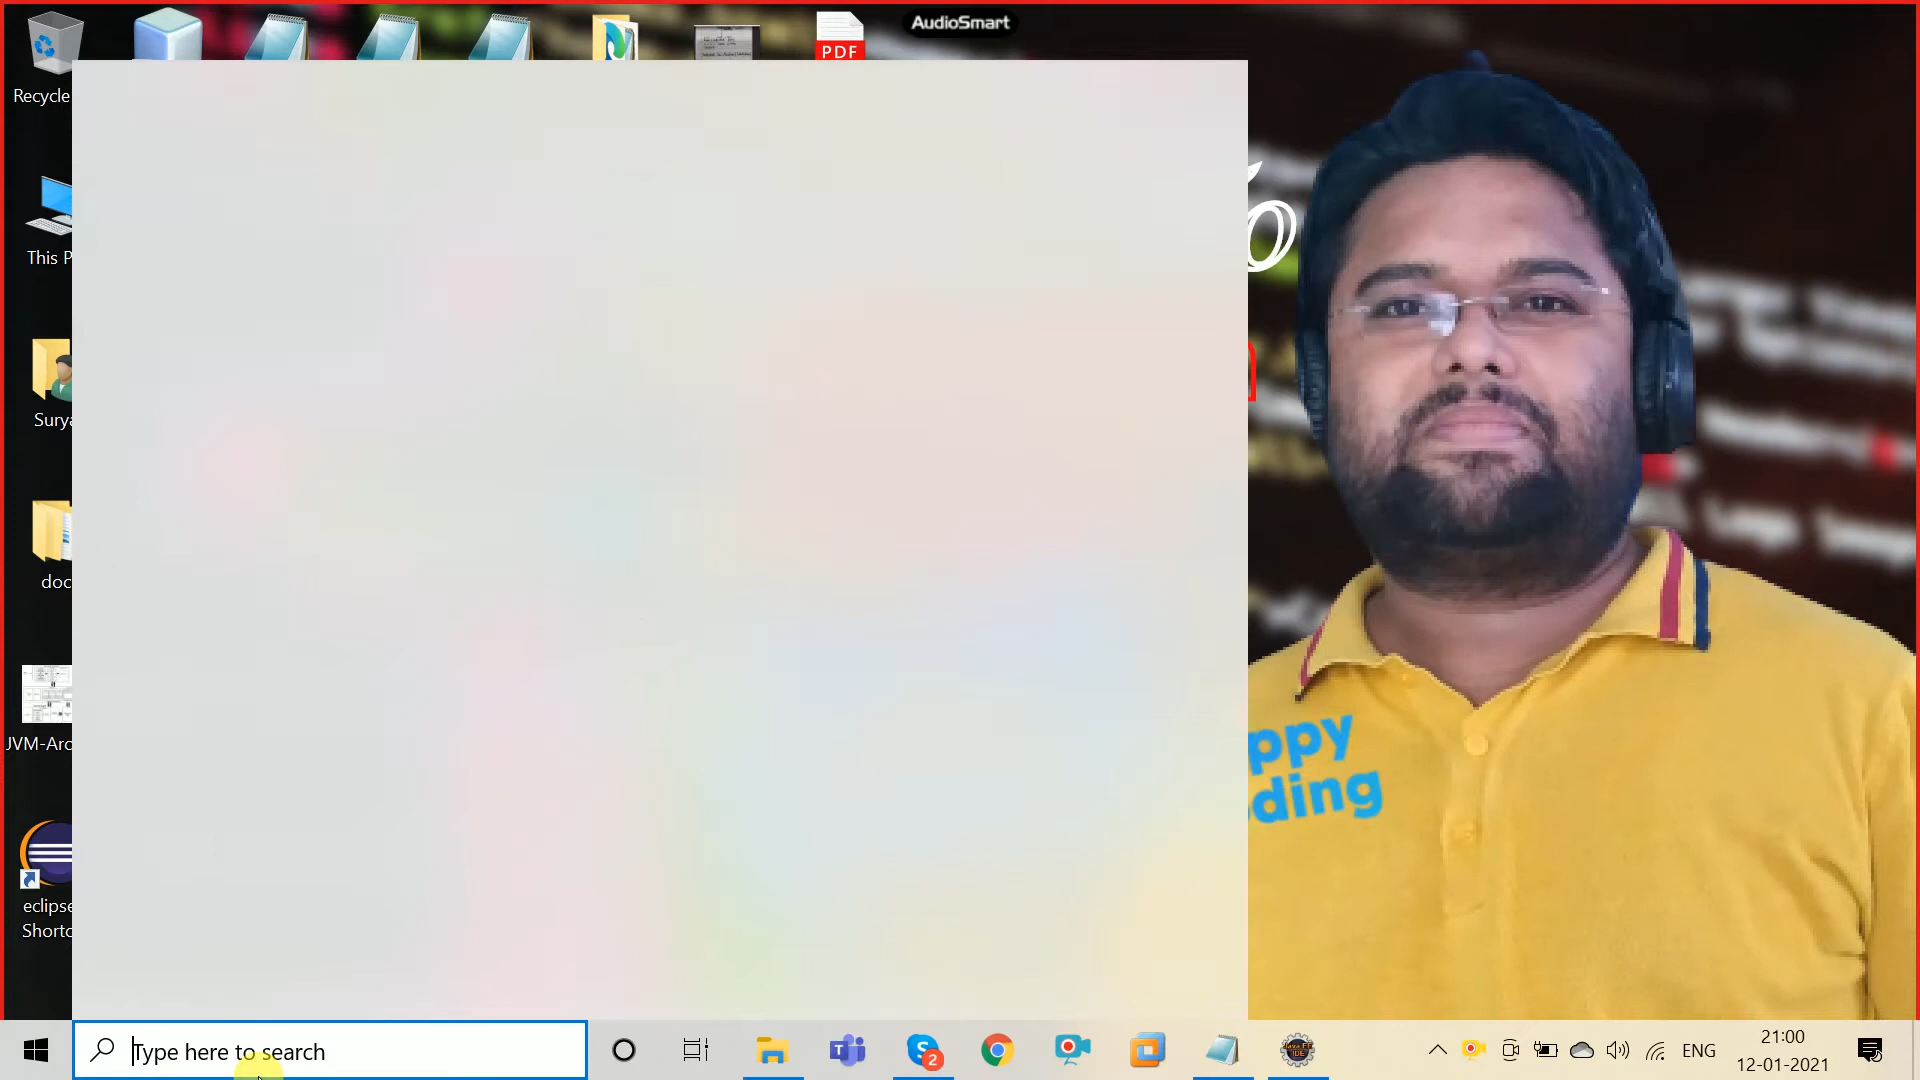 AudioSmart
PDF
Recycle
This P
Surya
doc
JVM-Arc
eclipse
Shortc
ppy
ding
Type here to search
2
ENG
21:00
12-01-2021